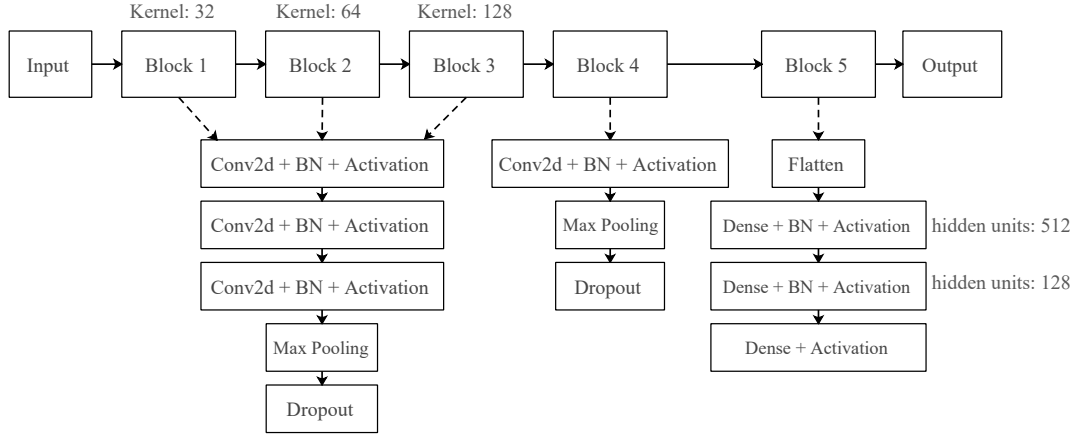 Kernel: 32
Kernel: 64
Kernel: 128
Input
Block 1
Block 2
Block 3
Block 4
Block 5
Output
Conv2d + BN + Activation
Conv2d + BN + Activation
Conv2d + BN + Activation
Max Pooling
Dropout
Conv2d + BN + Activation
Max Pooling
Dropout
Flatten
Dense + BN + Activation
hidden units: 512
Dense + BN + Activation
hidden units: 128
Dense + Activation